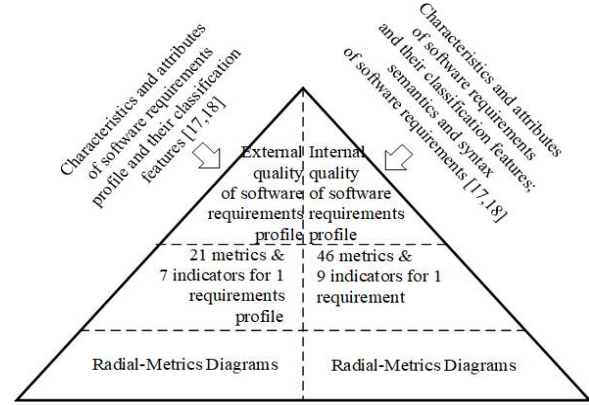 Characteristics and attributes
of software requirements
profile and their classification
features [17,18]
Characteristics and attributes
of software requirements
and their classification features;
semantics and syntax
of software requirements [17,18]
External
quality
of software
requirements
profile
Internal
quality
of software
requirements
profile
21 metrics &
7 indicators for 1
requirements
profile
46 metrics &
9 indicators for 1
requirement
Radial-Metrics Diagrams
Radial-Metrics Diagrams